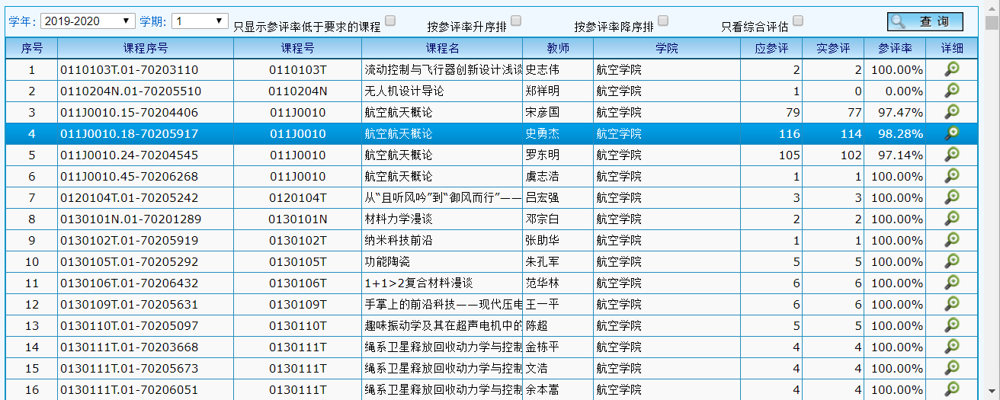 学年: 2019-2020 学期: 1 只显示参评率低于要求的课程 按参评率升序排 按参评率降序排 只看综合评估 查 询
序号 课程序号 课程号 课程名 教师 学院 应参评 实参评 参评率 详细
1 0110103T.01-70203110 0110103T 流动控制与飞行器创新设计浅谈 史志伟 航空学院 2 2 100.00%
2 0110204N.01-70205510 0110204N 无人机设计导论 郑祥明 航空学院 1 0 0.00%
3 011J0010.15-70204406 011J0010 航空航天概论 宋彦国 航空学院 79 77 97.47%
4 011J0010.18-70205917 011J0010 航空航天概论 史勇杰 航空学院 116 114 98.28%
5 011J0010.24-70204545 011J0010 航空航天概论 罗东明 航空学院 105 102 97.14%
6 011J0010.45-70206268 011J0010 航空航天概论 虞志浩 航空学院 1 1 100.00%
7 0120104T.01-70205242 0120104T 从“且听风吟”到“御风而行”—— 吕宏强 航空学院 3 3 100.00%
8 0130101N.01-70201289 0130101N 材料力学漫谈 邓宗白 航空学院 2 2 100.00%
9 0130102T.01-70205919 0130102T 纳米科技前沿 张助华 航空学院 1 1 100.00%
10 0130105T.01-70205292 0130105T 功能陶瓷 朱孔军 航空学院 5 5 100.00%
11 0130106T.01-70206432 0130106T 1+1>2复合材料漫谈 范华林 航空学院 6 6 100.00%
12 0130109T.01-70205631 0130109T 手掌上的前沿科技——现代压电 王一平 航空学院 6 6 100.00%
13 0130110T.01-70205097 0130110T 趣味振动学及其在超声电机中的 陈超 航空学院 5 5 100.00%
14 0130111T.01-70203668 0130111T 绳系卫星释放回收动力学与控制 金栋平 航空学院 4 4 100.00%
15 0130111T.01-70205673 0130111T 绳系卫星释放回收动力学与控制 文浩 航空学院 4 4 100.00%
16 0130111T.01-70206051 0130111T 绳系卫星释放回收动力学与控制 余本嵩 航空学院 4 4 100.00%